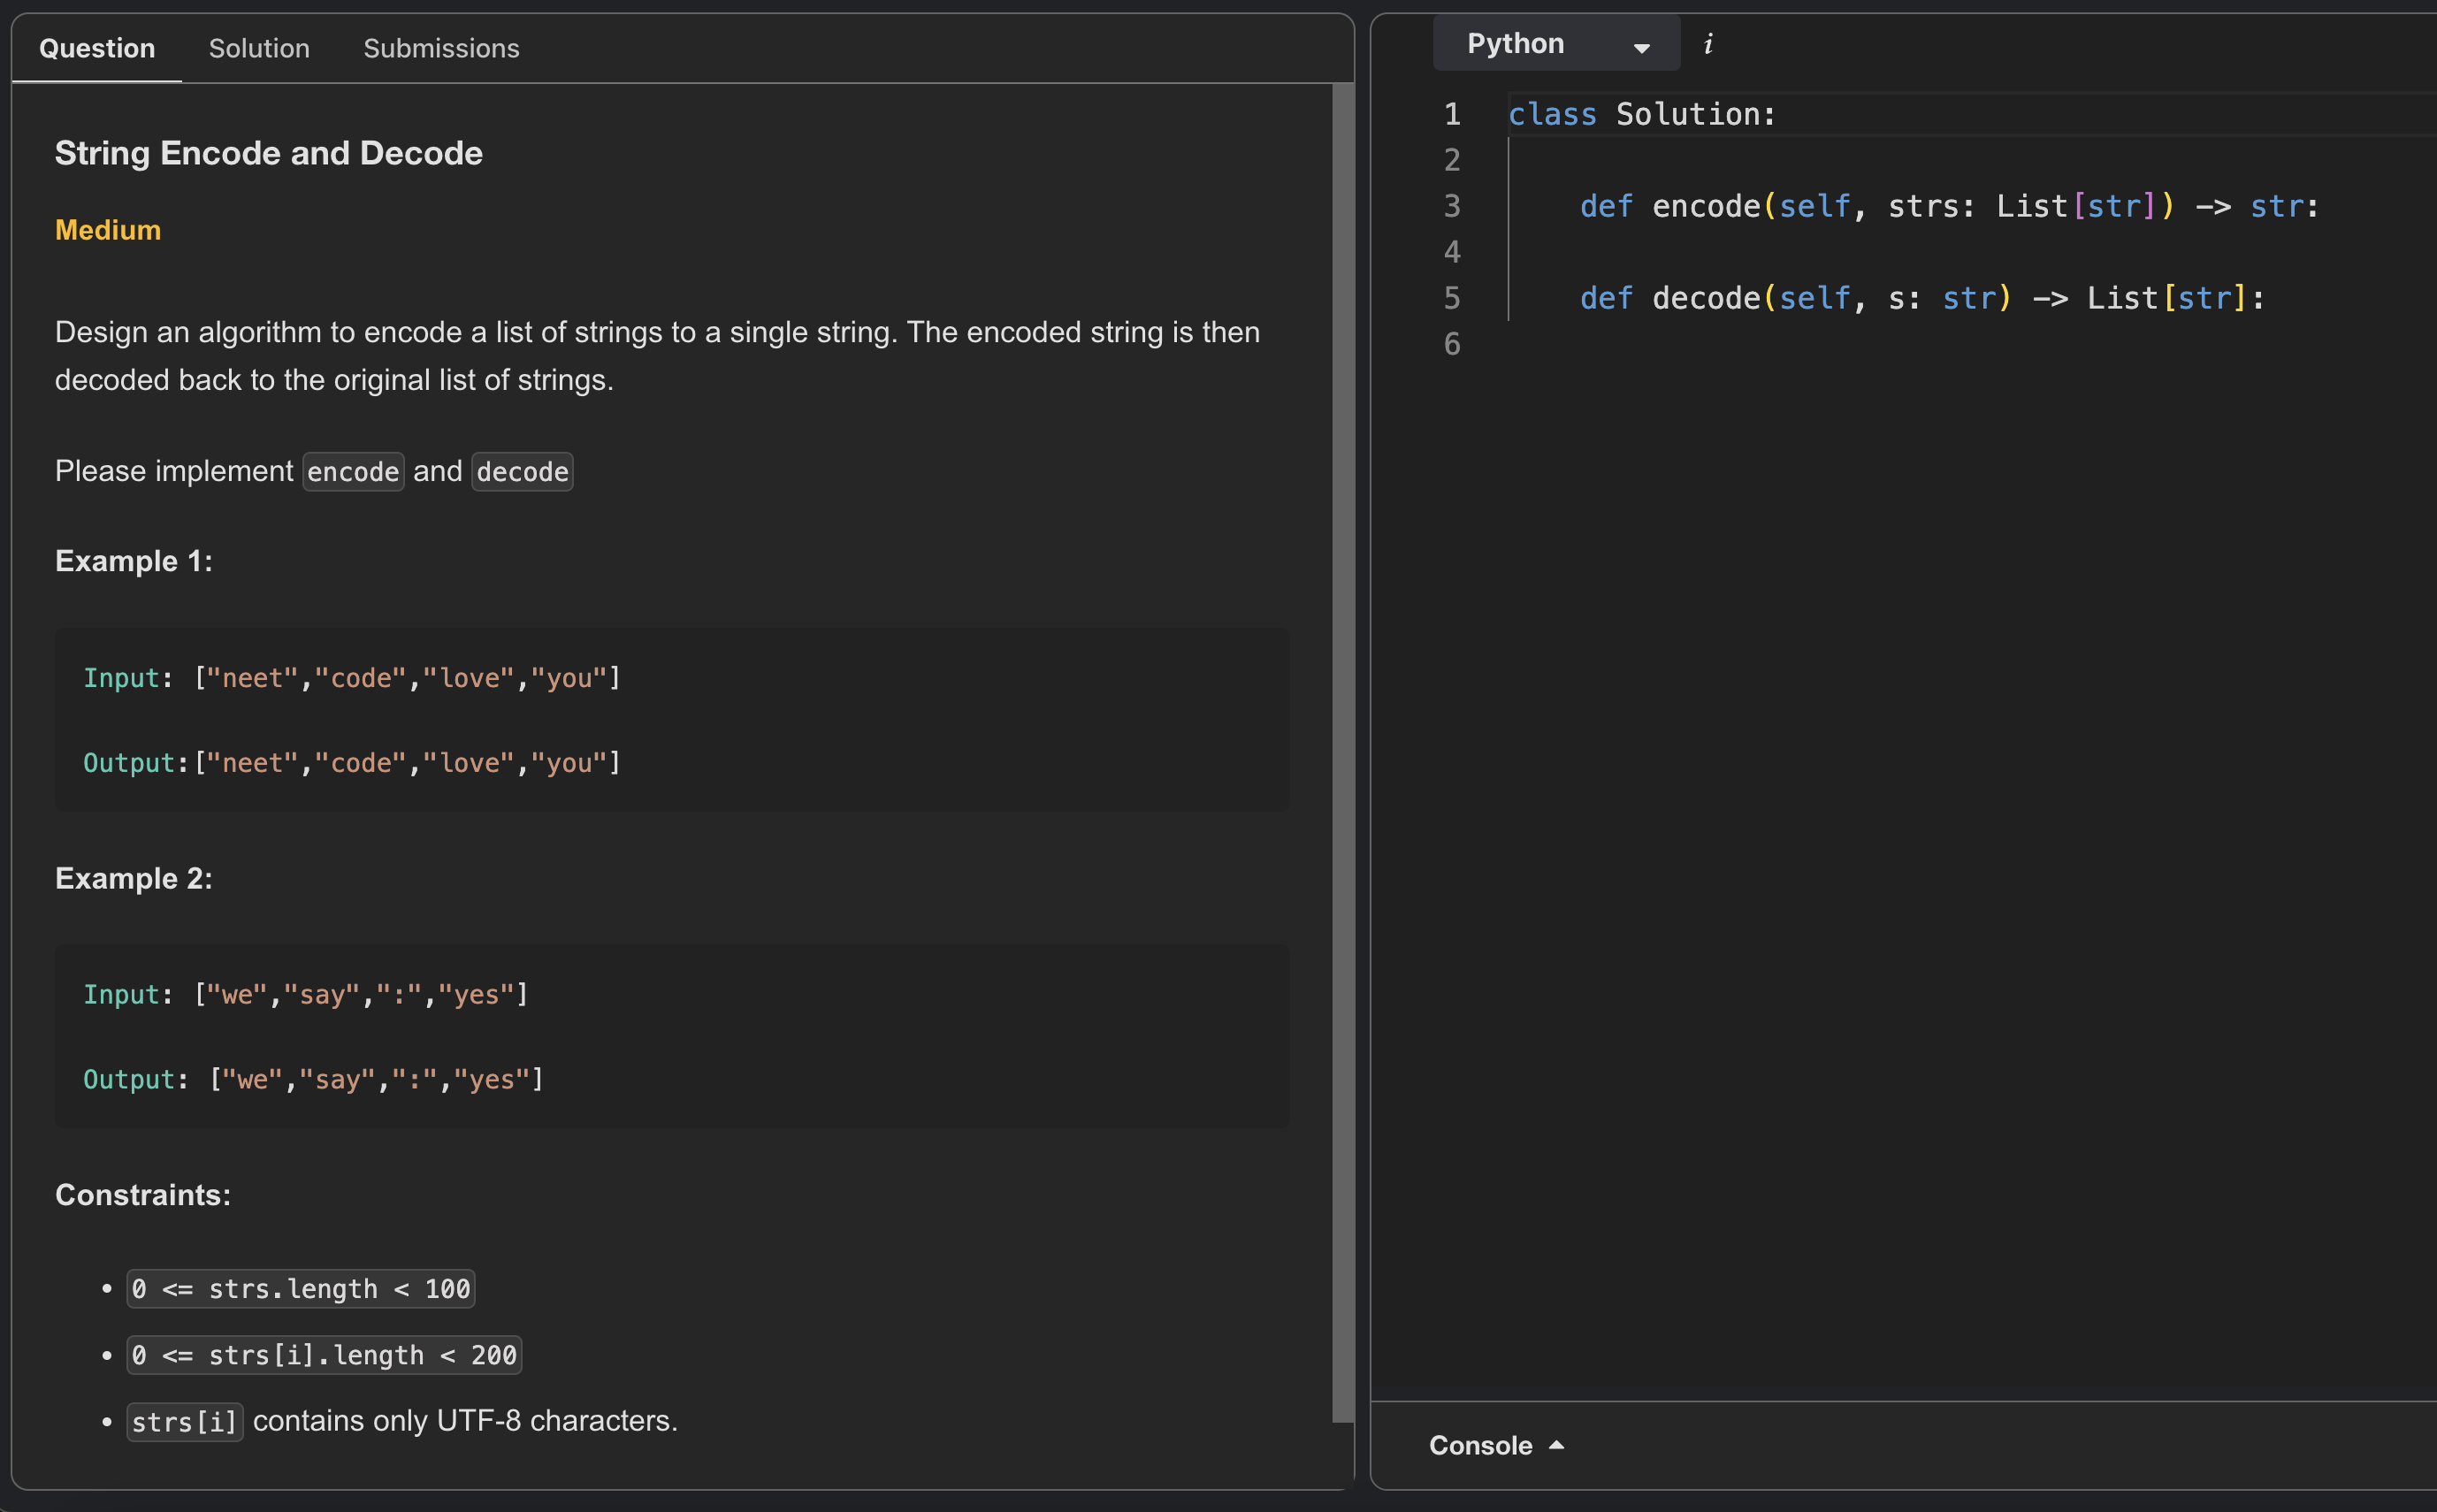 Question Solution Submissions
String Encode and Decode
Medium
Design an algorithm to encode a list of strings to a single string. The encoded string is then
decoded back to the original list of strings.
Please implement encode and decode
Example 1:
Input: ["neet","code","love","you"]
Output:["neet","code","love","you"]
Example 2:
Input: ["we","say",":","yes"]
Output: ["we","say",":","yes"]
Constraints:
• 0 <= strs.length < 100
• 0 <= strs[i].length < 200
• strs[i] contains only UTF-8 characters.
Python i
1 class Solution:
2
3     def encode(self, strs: List[str]) -> str:
4
5     def decode(self, s: str) -> List[str]:
6
Console